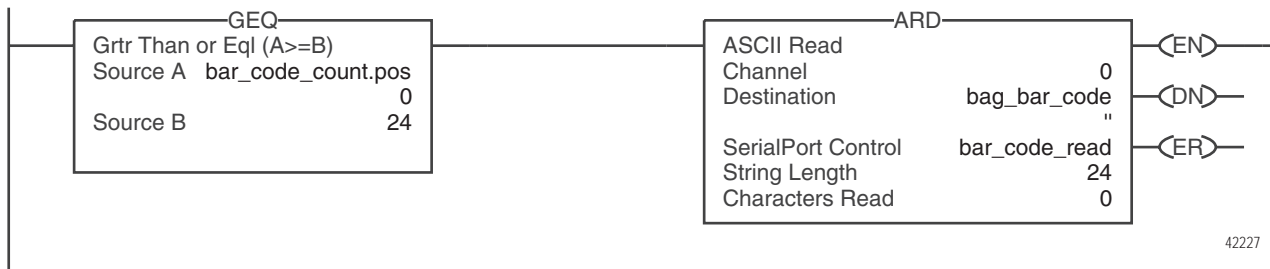 GEQ
Grtr Than or Eql (A>=B)
Source A bar_code_count.pos
0
Source B 24
ARD
ASCII Read
Channel 0
Destination bag_bar_code
''
SerialPort Control bar_code_read
String Length 24
Characters Read 0
EN
DN
ER
42227